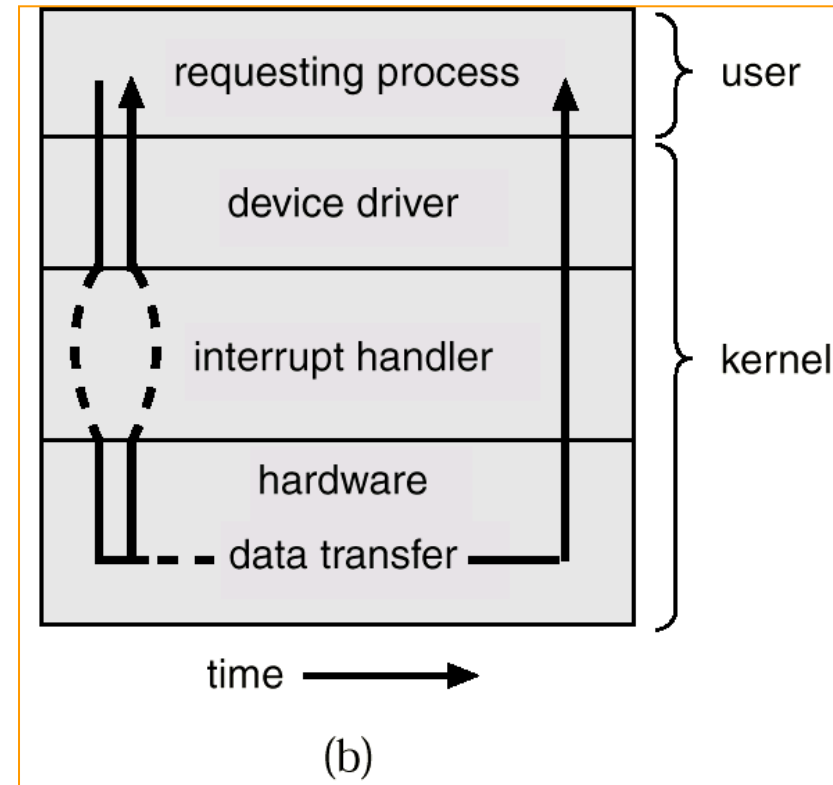 requesting process
user
device driver
interrupt handler
kernel
hardware
data transfer
time
(b)